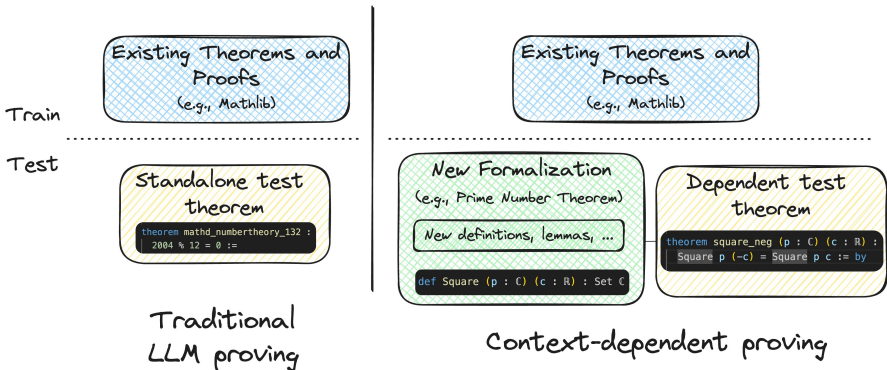 Train
Test
Existing Theorems and
Proofs
(e.g., Mathlib)
Standalone test
theorem
theorem mathd_numbertheory_132 :
2004 % 12 = 0 :=
Traditional
LLM proving
Existing Theorems and
Proofs
(e.g., Mathlib)
New Formalization
(e.g., Prime Number Theorem)
New definitions, lemmas, ...
def Square (p : ℂ) (c : ℝ) : Set ℂ
Dependent test
theorem
theorem square_neg (p : ℂ) (c : ℝ) :
Square p (-c) = Square p c := by
Context-dependent proving